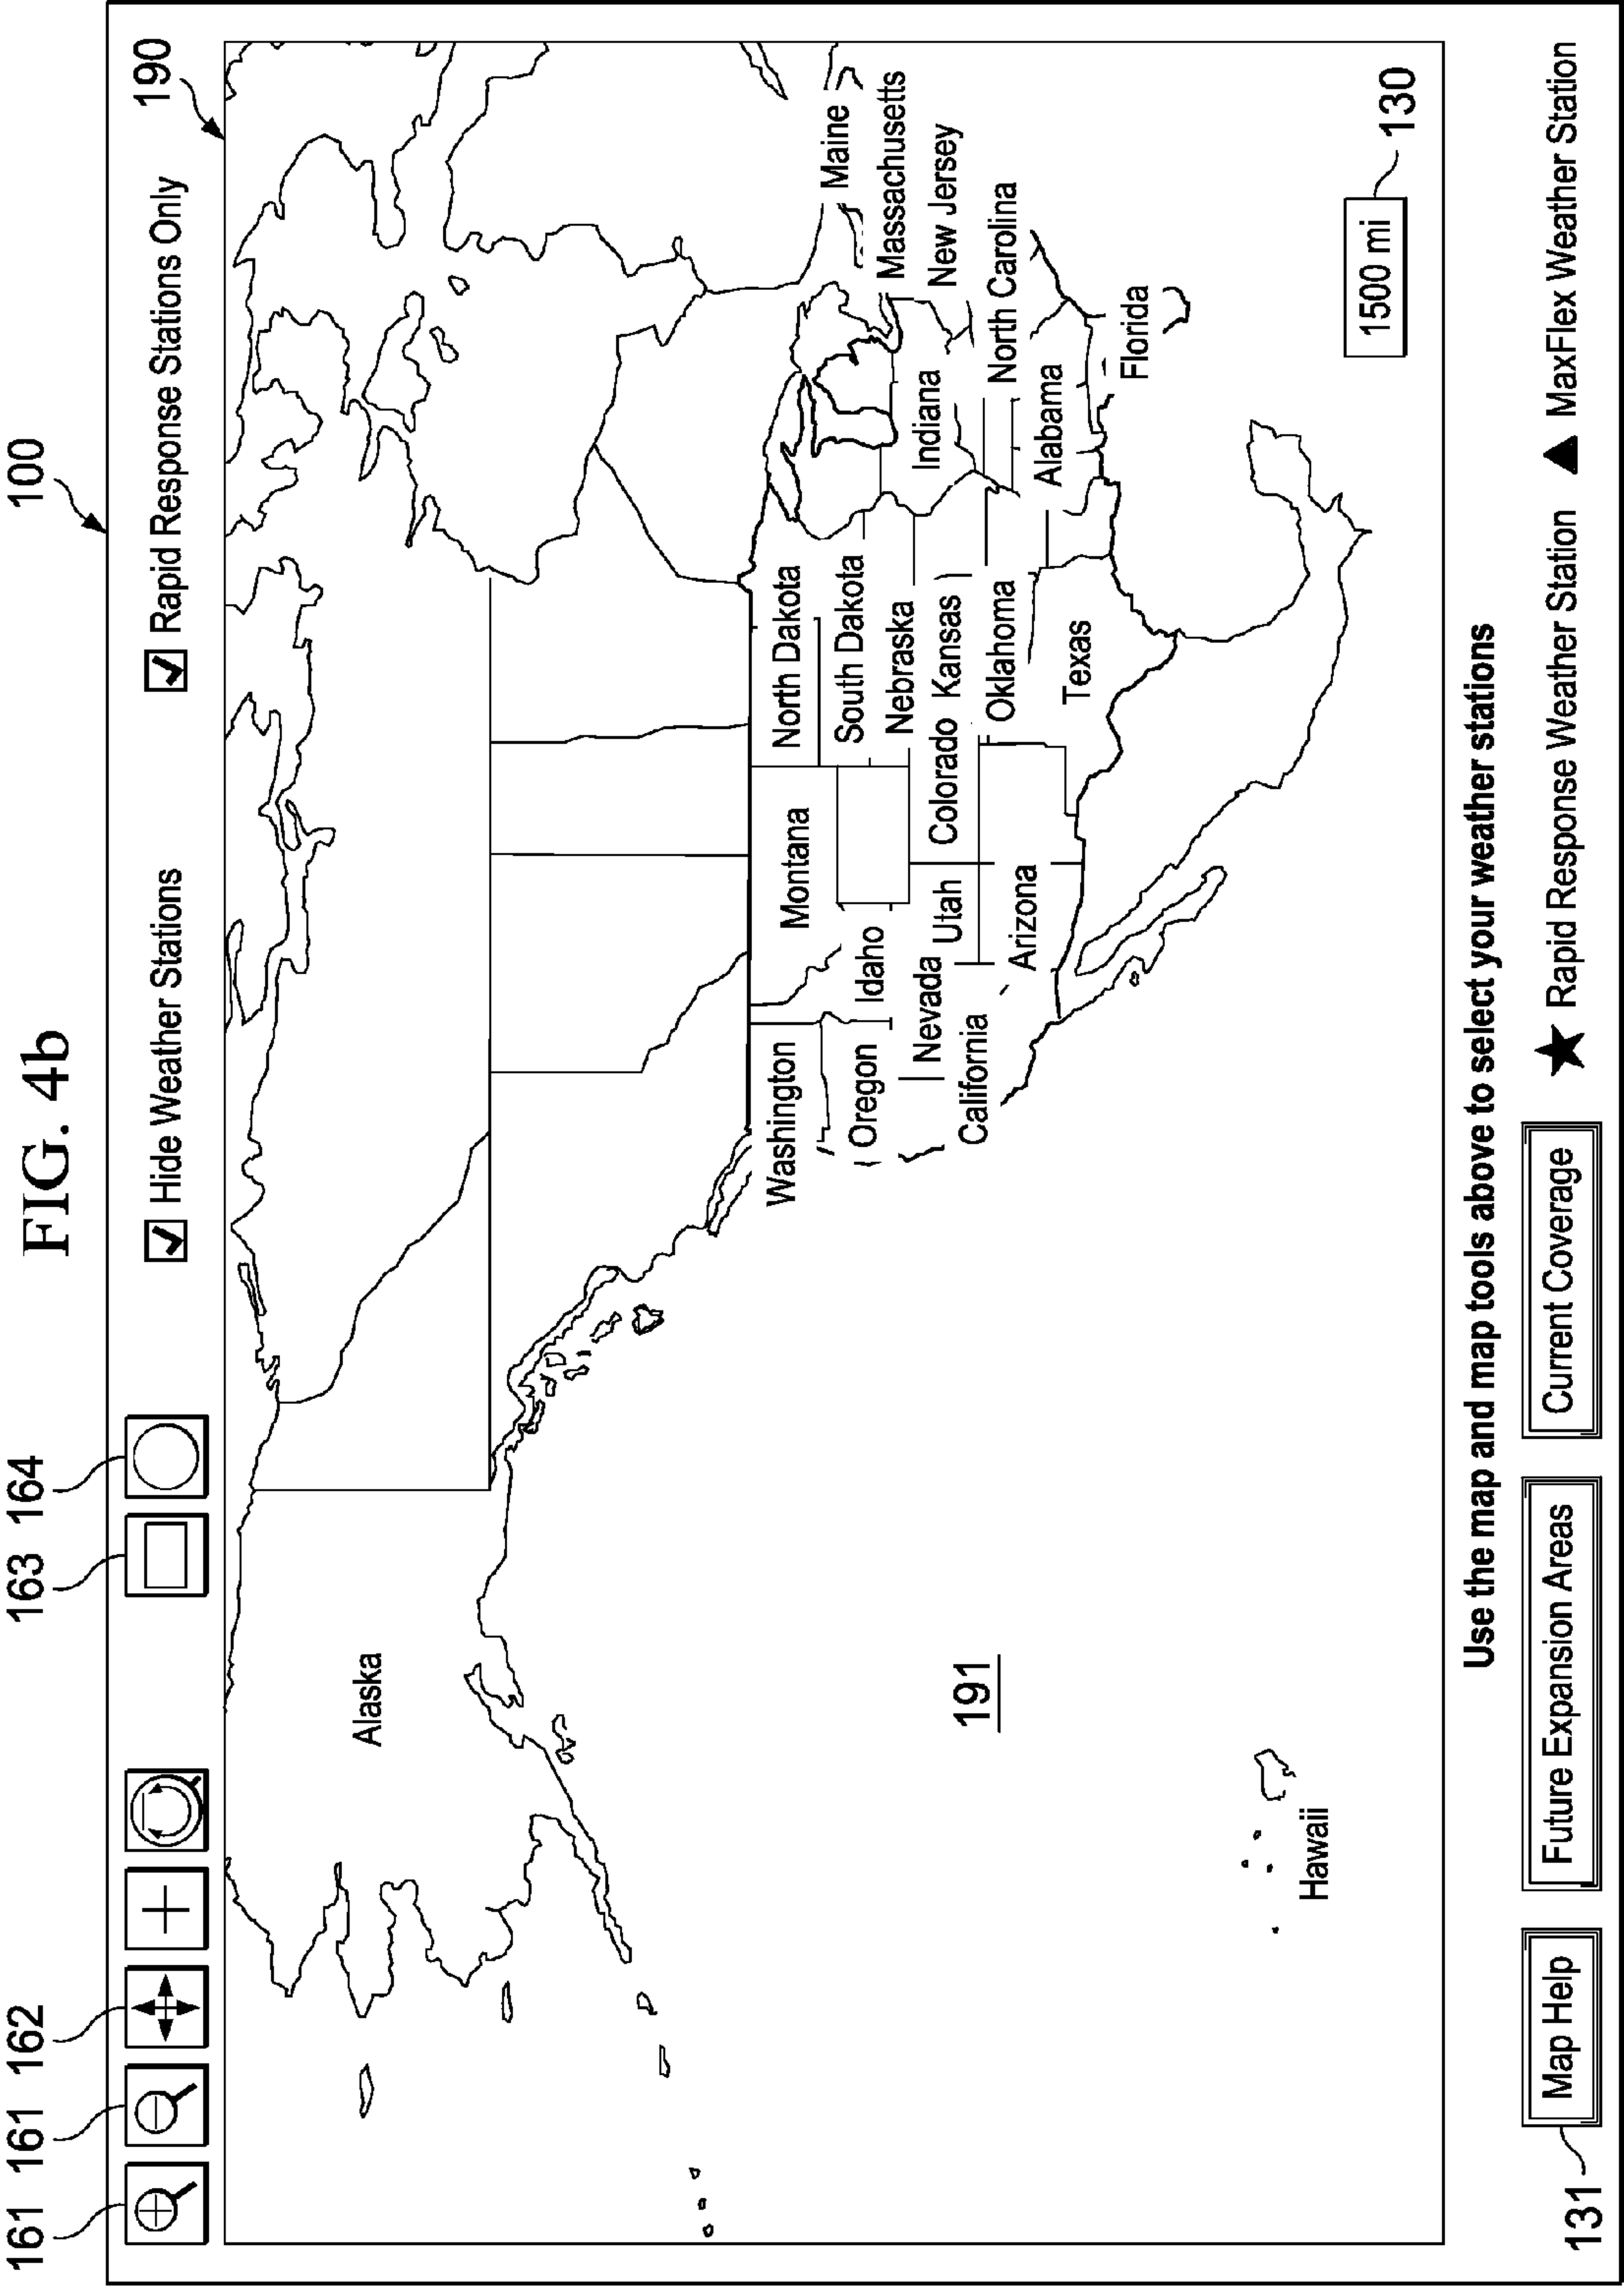 FIG. 4b
100
161 161 162 163 164
Hide Weather Stations
Rapid Response Stations Only
190
Alaska
Washington
Montana
North Dakota
Maine
Oregon
Idaho
South Dakota
Massachusetts
Nevada
Utah
Colorado
Nebraska
Kansas
Indiana
New Jersey
California
Arizona
Oklahoma
North Carolina
Alabama
Texas
Florida
191
Hawaii
1500 mi
130
Use the map and map tools above to select your weather stations
131
Map Help
Future Expansion Areas
Current Coverage
Rapid Response Weather Station
MaxFlex Weather Station